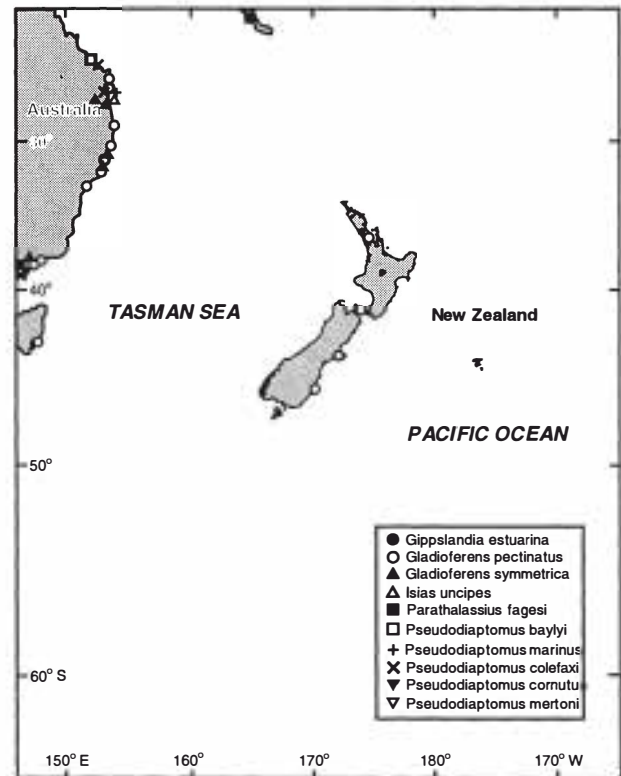 Australia
30°
40°
TASMAN SEA
New Zealand
PACIFIC OCEAN
50°
Gippslandia estuarina
Gladioferens pectinatus
Gladioferens symmetrica
Isias uncipes
Parathalassius fagesi
Pseudodiaptomus baylyi
Pseudodiaptomus marinus
Pseudodiaptomus colefaxi
Pseudodiaptomus cornutu
Pseudodiaptomus mertoni
60° S
150° E
160°
170°
180°
170° W